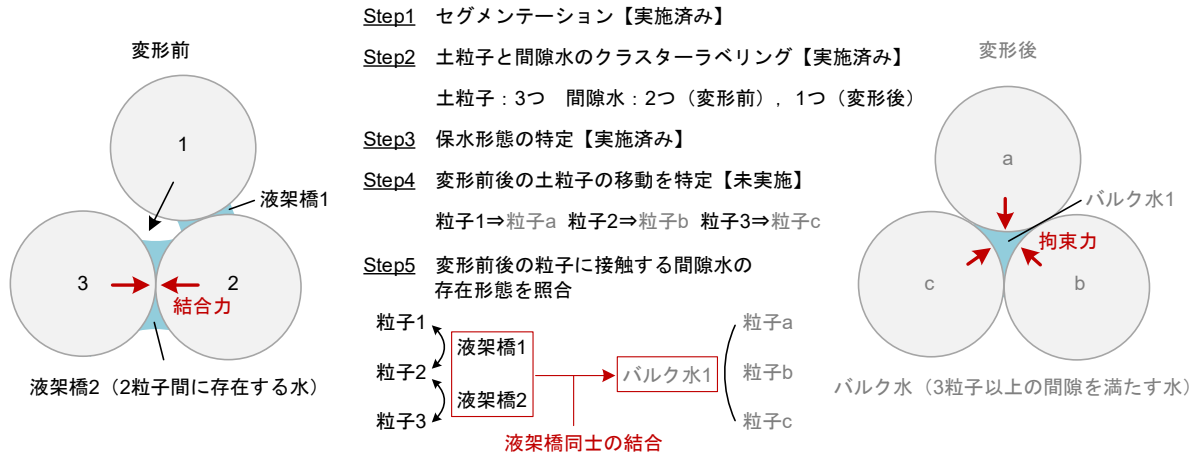 変形前
1
液架橋1
3
2
結合力
液架橋2（2粒子間に存在する水）
Step1 セグメンテーション【実施済み】
Step2 土粒子と間隙水のクラスターラベリング【実施済み】
土粒子：3つ 間隙水：2つ（変形前），1つ（変形後）
Step3 保水形態の特定【実施済み】
Step4 変形前後の土粒子の移動を特定【未実施】
粒子1⇒粒子a 粒子2⇒粒子b 粒子3⇒粒子c
Step5 変形前後の粒子に接触する間隙水の
存在形態を照合
粒子1
粒子2
粒子3
液架橋1
液架橋2
バルク水1
粒子a
粒子b
粒子c
液架橋同士の結合
変形後
a
バルク水1
拘束力
c
b
バルク水（3粒子以上の間隙を満たす水）